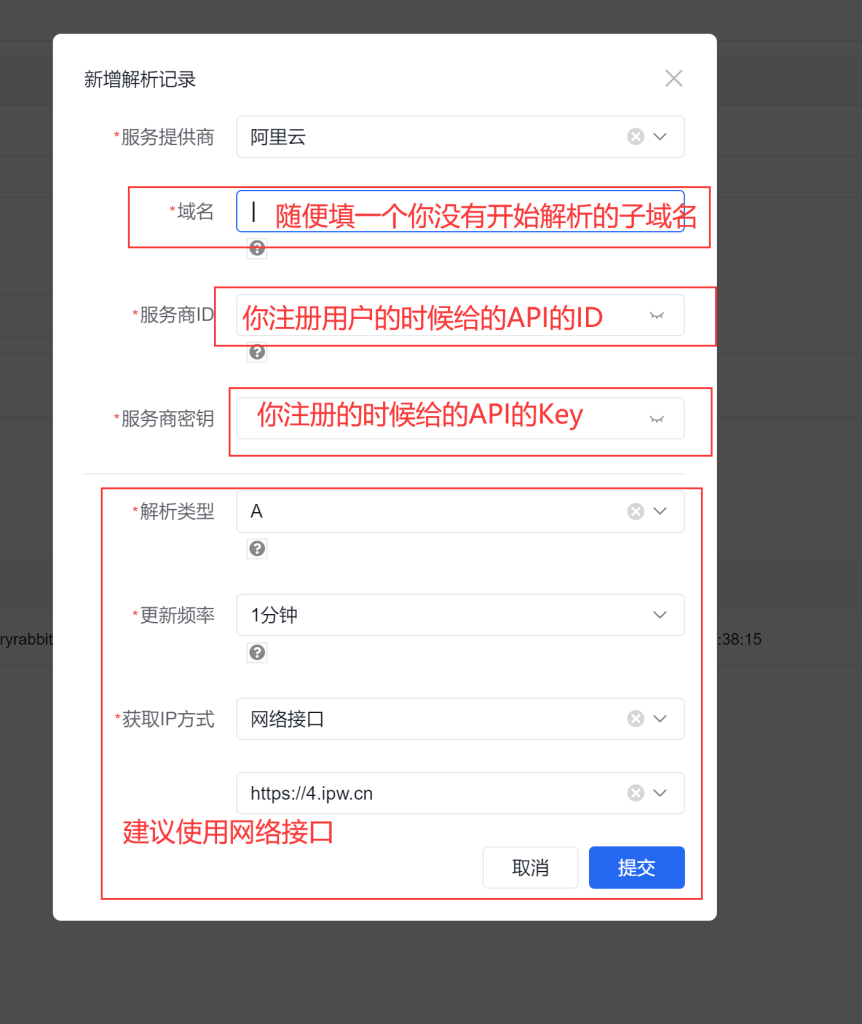 新增解析记录
*服务提供商 阿里云
*域名 随便填一个你没有开始解析的子域名
*服务商ID 你注册用户的时候给的API的ID
*服务商密钥 你注册的时候给的API的Key
*解析类型 A
*更新频率 1分钟
ryrabbit :38:15
*获取IP方式 网络接口
https://4.ipw.cn
建议使用网络接口
取消 提交